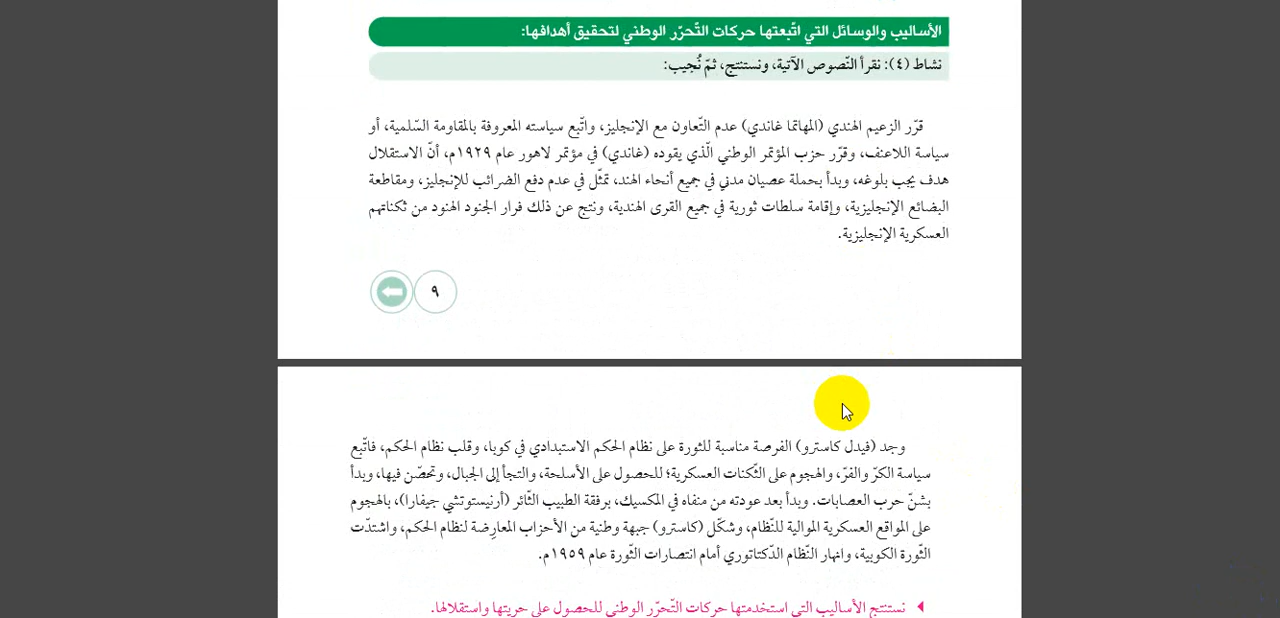 الأساليب والوسائل التي اتّبعتها حركات التّحرّر الوطني لتحقيق أهدافها:
نشاط (٤): نقرأ النّصوص الآتية، ونستنتج، ثمّ نُجيب:
قرّر الزعيم الهندي (المهاتما غاندي) عدم التّعاون مع الإنجليز، واتّبع سياسته المعروفة بالمقاومة السّلمية، أو
سياسة اللاعنف، وقرّر حزب المؤتمر الوطني الّذي يقوده (غاندي) في مؤتمر لاهور عام ١٩٢٩م، أنّ الاستقلال
هدف يجب بلوغه، وبدأ بحملة عصيان مدني في جميع أنحاء الهند، تمثّل في عدم دفع الضرائب للإنجليز، ومقاطعة
البضائع الإنجليزية، وإقامة سلطات ثورية في جميع القرى الهندية، ونتج عن ذلك فرار الجنود الهنود من ثكناتهم
العسكرية الإنجليزية.
٩
وجد (فيدل كاسترو) الفرصة مناسبة للثورة على نظام الحكم الاستبدادي في كوبا، وقلب نظام الحكم، فاتّبع
سياسة الكرّ والفرّ، والهجوم على الثّكنات العسكرية؛ للحصول على الأسلحة، والتجأ إلى الجبال، وتحصّن فيها، وبدأ
بشنّ حرب العصابات. وبدأ بعد عودته من منفاه في المكسيك، برفقة الطبيب الثّائر (أرنيستوتشي جيفارا)، بالهجوم
على المواقع العسكرية الموالية للنّظام، وشكّل (كاسترو) جبهة وطنية من الأحزاب المعارِضة لنظام الحكم، واشتدّت
الثّورة الكوبية، وانهار النّظام الدّكتاتوري أمام انتصارات الثّورة عام ١٩٥٩م.
نستنتج الأساليب التي استخدمتها حركات التّحرّر الوطني للحصول على حريتها واستقلالها.